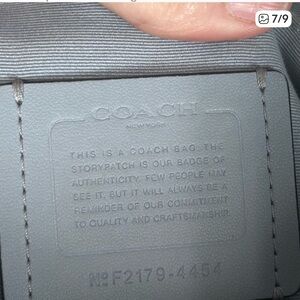 7/9
COACH
NEW YORK
THIS IS A COACH BAG. THE
STORYPATCH IS OUR BADGE OF
AUTHENTICITY. FEW PEOPLE MAY
SEE IT, BUT IT WILL ALWAYS BE A
REMINDER OF OUR COMMITMENT
TO QUALITY AND CRAFTSMANSHIP.
Nº F2179-4454